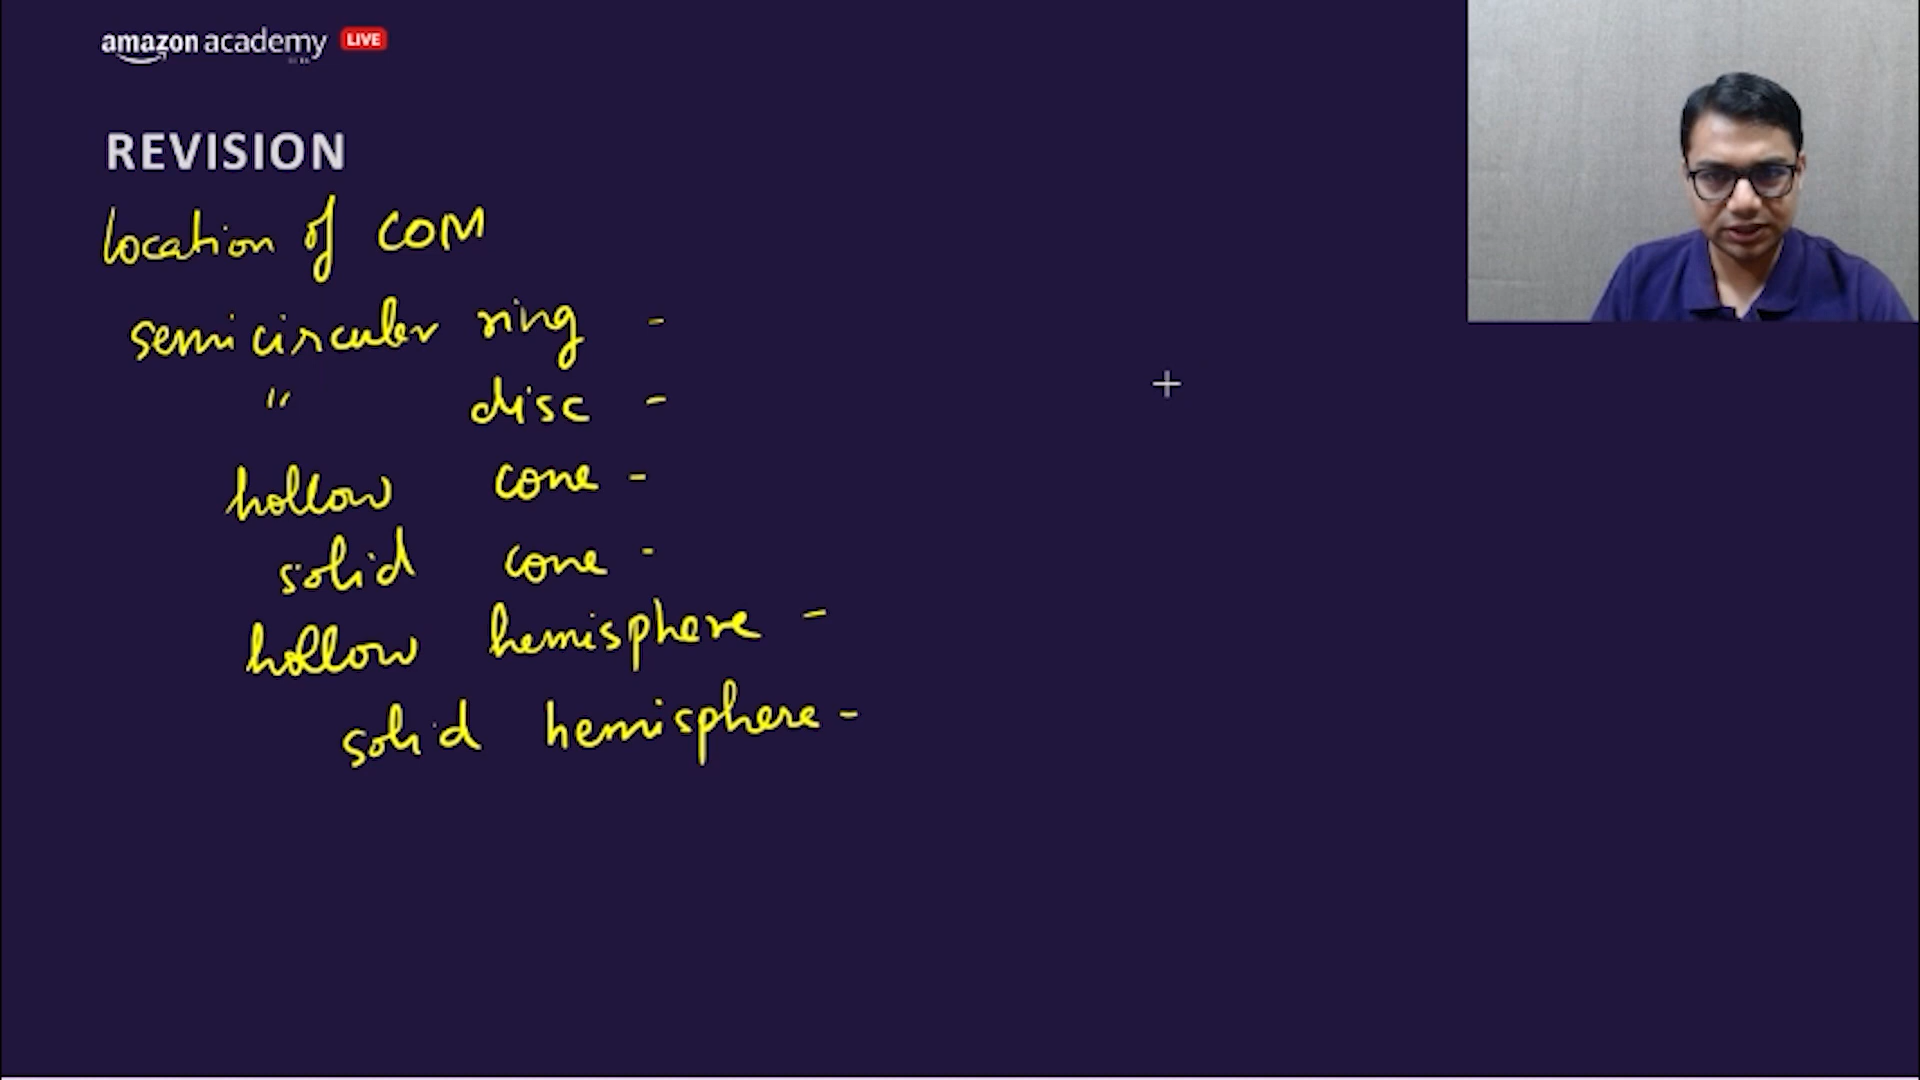 amazon academy LIVE
REVISION
location of COM
semicircular ring -
" disc -
hollow cone -
solid cone -
hollow hemisphere -
solid hemisphere -